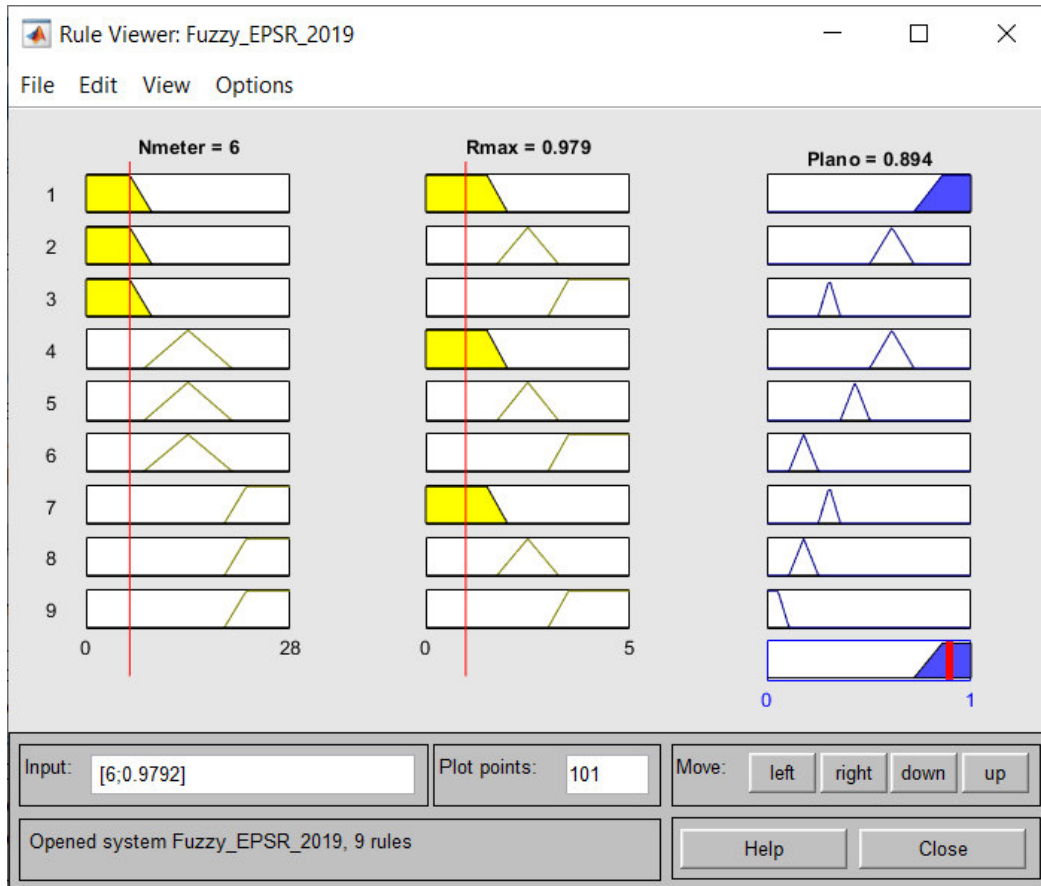 Rule Viewer: Fuzzy_EPSR_2019
File Edit View Options
Nmeter = 6 Rmax = 0.979 Plano = 0.894
1
2
3
4
5
6
7
8
9
0 28 0 5
0 1
Input: [6;0.9792] Plot points: 101 Move: left right down up
Opened system Fuzzy_EPSR_2019, 9 rules Help Close